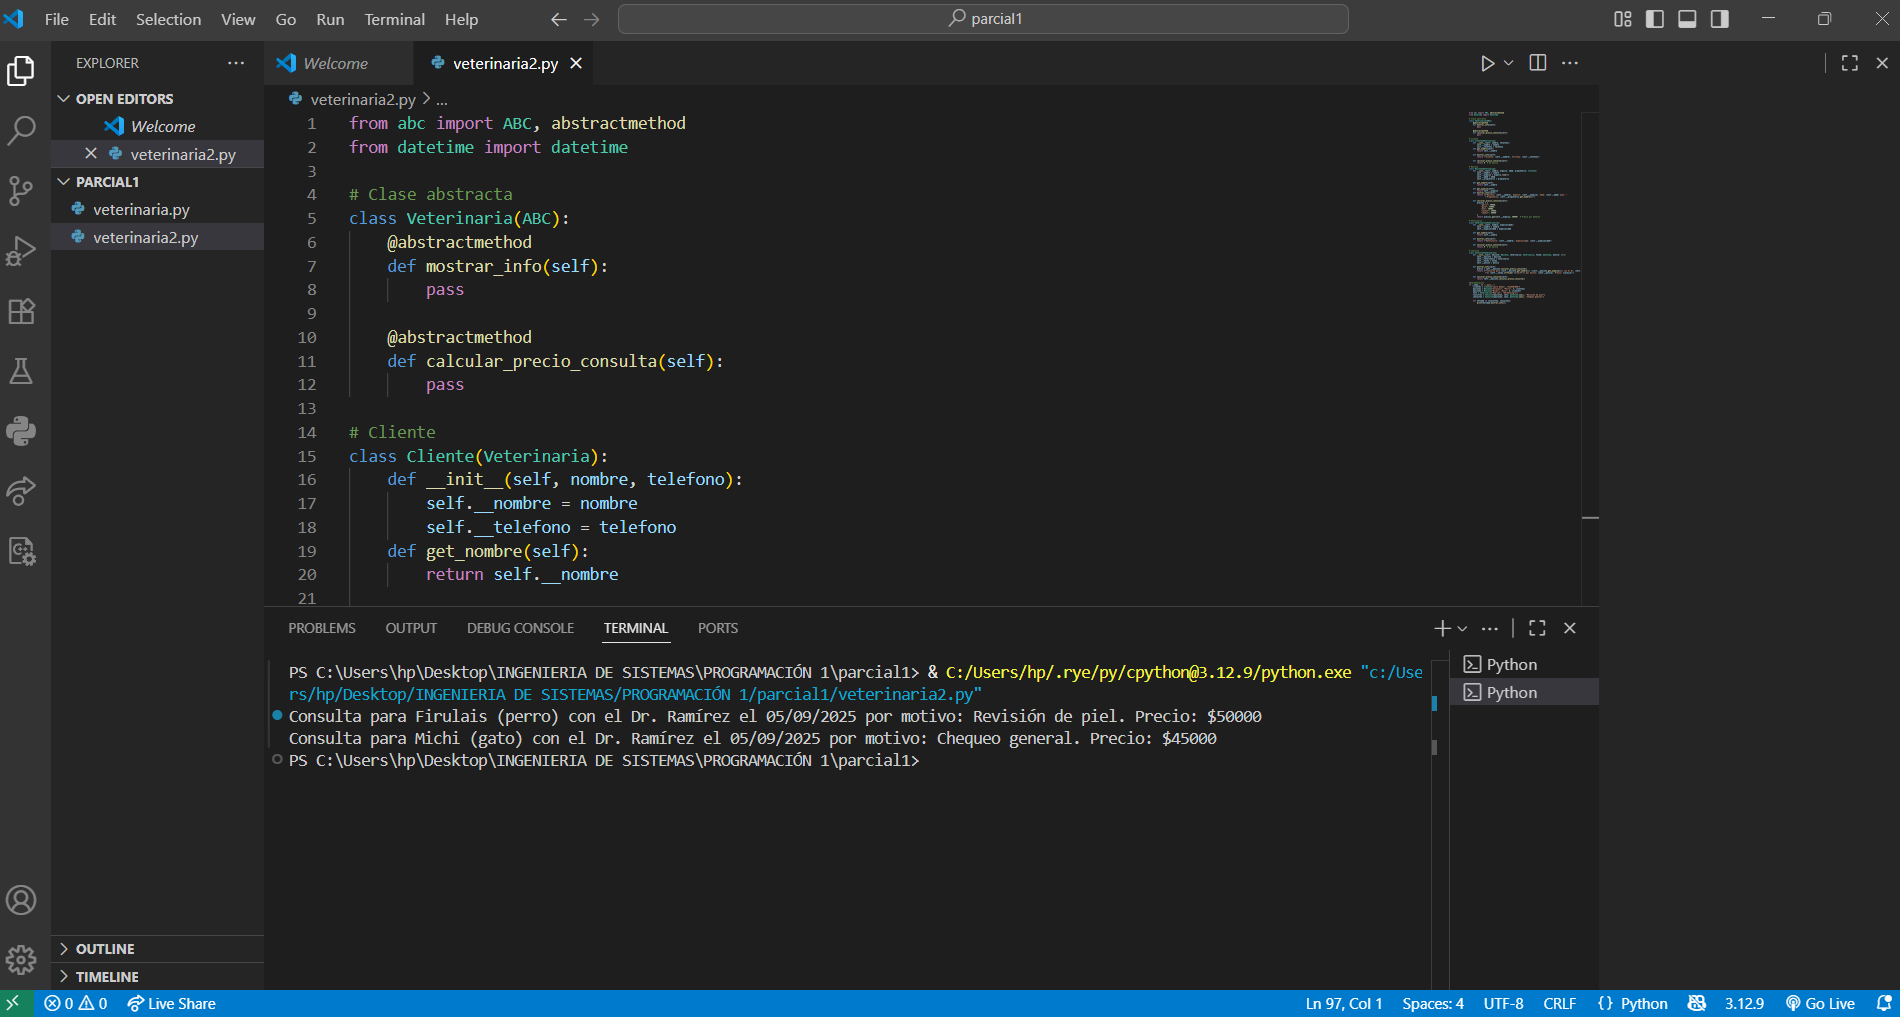 File Edit Selection View Go Run Terminal Help
parcial1
EXPLORER
OPEN EDITORS
Welcome
veterinaria2.py
PARCIAL1
veterinaria.py
veterinaria2.py
OUTLINE
TIMELINE
Welcome
veterinaria2.py
veterinaria2.py > ...
1 from abc import ABC, abstractmethod
2 from datetime import datetime
3
4 # Clase abstracta
5 class Veterinaria(ABC):
6 @abstractmethod
7 def mostrar_info(self):
8 pass
9
10 @abstractmethod
11 def calcular_precio_consulta(self):
12 pass
13
14 # Cliente
15 class Cliente(Veterinaria):
16 def __init__(self, nombre, telefono):
17 self.__nombre = nombre
18 self.__telefono = telefono
19 def get_nombre(self):
20 return self.__nombre
21
PROBLEMS OUTPUT DEBUG CONSOLE TERMINAL PORTS
PS C:\Users\hp\Desktop\INGENIERIA DE SISTEMAS\PROGRAMACIÓN 1\parcial1> & C:/Users/hp/.rye/py/cpython@3.12.9/python.exe "c:/Use
rs/hp/Desktop/INGENIERIA DE SISTEMAS/PROGRAMACIÓN 1/parcial1/veterinaria2.py"
Consulta para Firulais (perro) con el Dr. Ramírez el 05/09/2025 por motivo: Revisión de piel. Precio: $50000
Consulta para Michi (gato) con el Dr. Ramírez el 05/09/2025 por motivo: Chequeo general. Precio: $45000
PS C:\Users\hp\Desktop\INGENIERIA DE SISTEMAS\PROGRAMACIÓN 1\parcial1>
Python
Python
0 0 Live Share Ln 97, Col 1 Spaces: 4 UTF-8 CRLF {} Python 3.12.9 Go Live